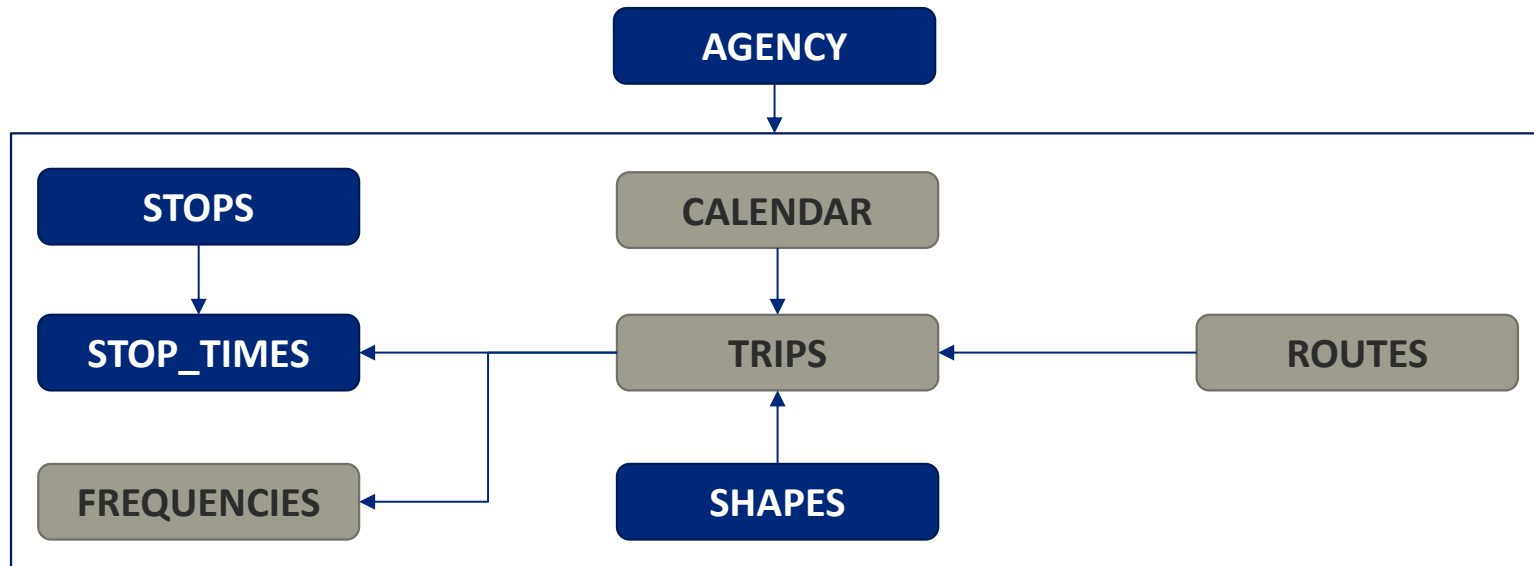 AGENCY
STOPS
CALENDAR
STOP_TIMES
TRIPS
ROUTES
FREQUENCIES
SHAPES